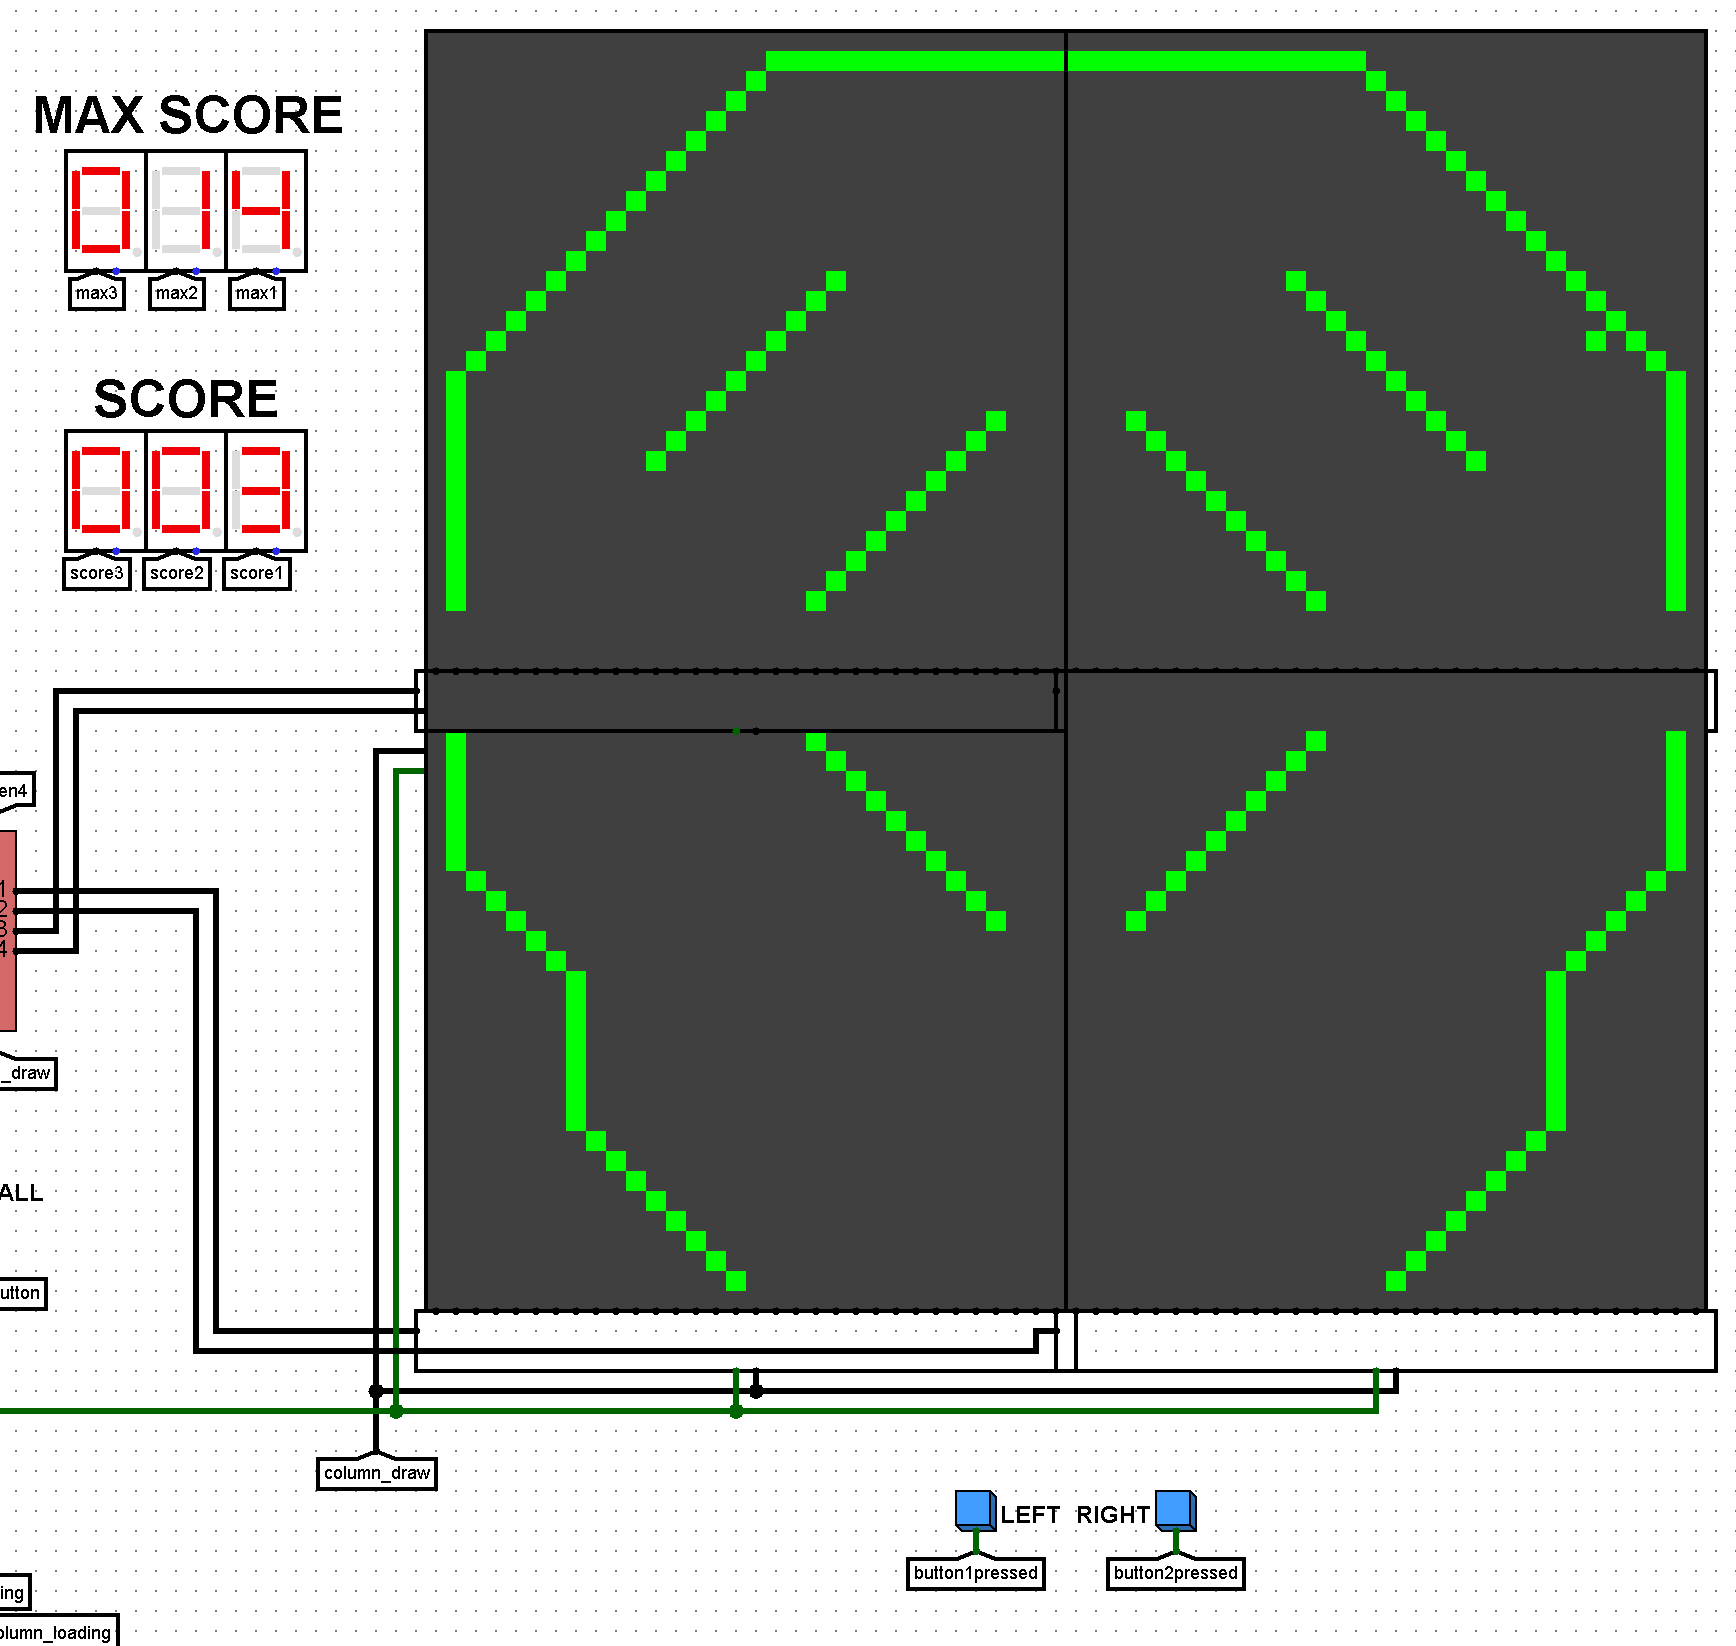 MAX SCORE
014
max3 max2 max1
SCORE
003
score3 score2 score1
en4
1
2
3
4
_draw
ALL
utton
column_draw
LEFT RIGHT
button1pressed button2pressed
ing
olumn_loading